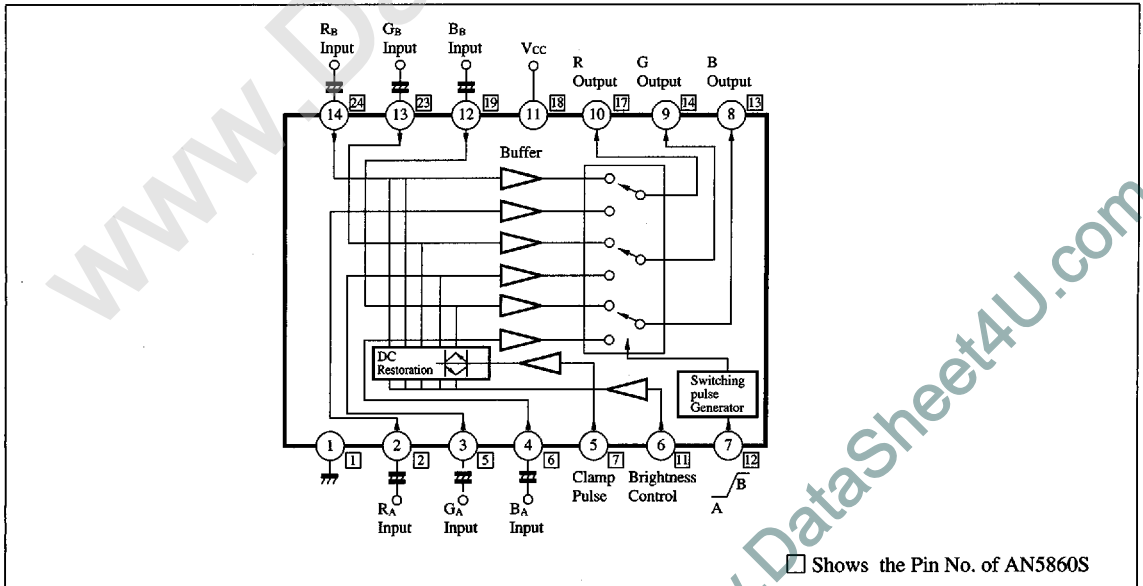 RB GB BB
Input Input Input VCC R G B
Output Output Output
24 23 19 18 17 14 13
14 13 12 11 10 9 8
Buffer
DC
Restoration
Switching
pulse
Generator
1 2 3 4 5 6 7
1 2 5 6 7 11 12
Clamp Brightness
Pulse Control
A B
RA GA BA
Input Input Input
Shows the Pin No. of AN5860S
www.DataSheet4U.com
www.Da